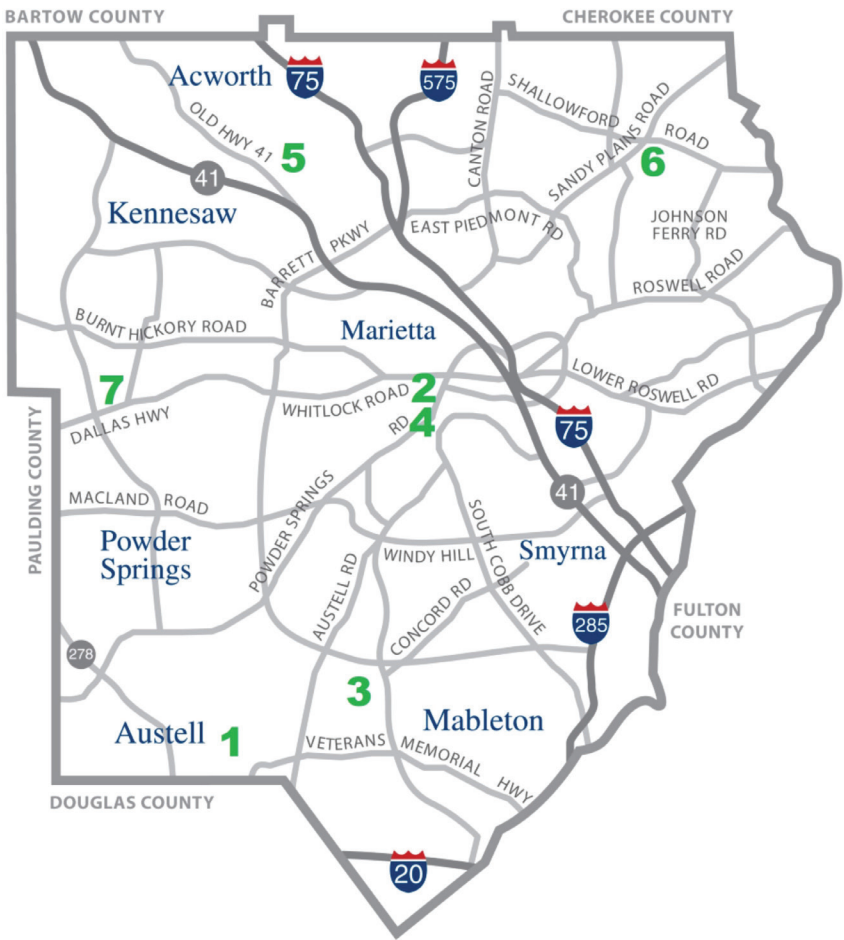 BARTOW COUNTY
CHEROKEE COUNTY
Acworth
75
575
OLD HWY 41
5
CANTON ROAD
SHALLOWFORD ROAD
SANDY PLAINS ROAD
6
41
Kennesaw
BARRETT PKWY
EAST PIEDMONT RD
JOHNSON
FERRY RD
ROSWELL ROAD
BURNT HICKORY ROAD
Marietta
7
DALLAS HWY
WHITLOCK ROAD
2
LOWER ROSWELL RD
4
75
PAULDING COUNTY
MACLAND ROAD
POWDER SPRINGS RD
41
Powder
Springs
AUSTELL RD
WINDY HILL
SOUTH COBB DRIVE
Smyrna
CONCORD RD
285
FULTON
COUNTY
278
3
Austell
1
Mableton
VETERANS MEMORIAL HWY
DOUGLAS COUNTY
20